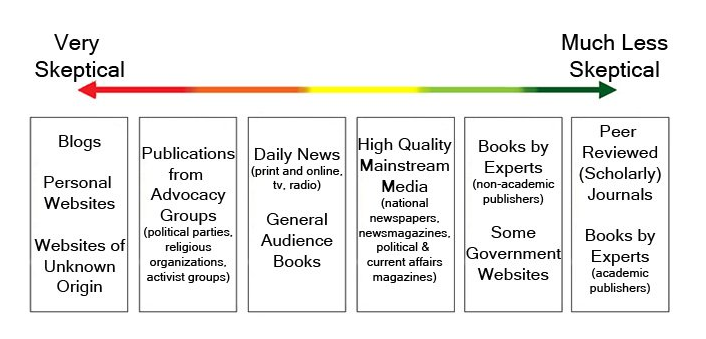 Very
Skeptical
Much Less
Skeptical
Blogs
Personal
Websites
Websites of
Unknown
Origin
Publications
from
Advocacy
Groups
(political parties,
religious
organizations,
activist groups)
Daily News
(print and online,
tv, radio)
General
Audience
Books
High Quality
Mainstream
Media
(national
newspapers,
newsmagazines,
political &
current affairs
magazines)
Books by
Experts
(non-academic
publishers)
Some
Government
Websites
Peer
Reviewed
(Scholarly)
Journals
Books by
Experts
(academic
publishers)